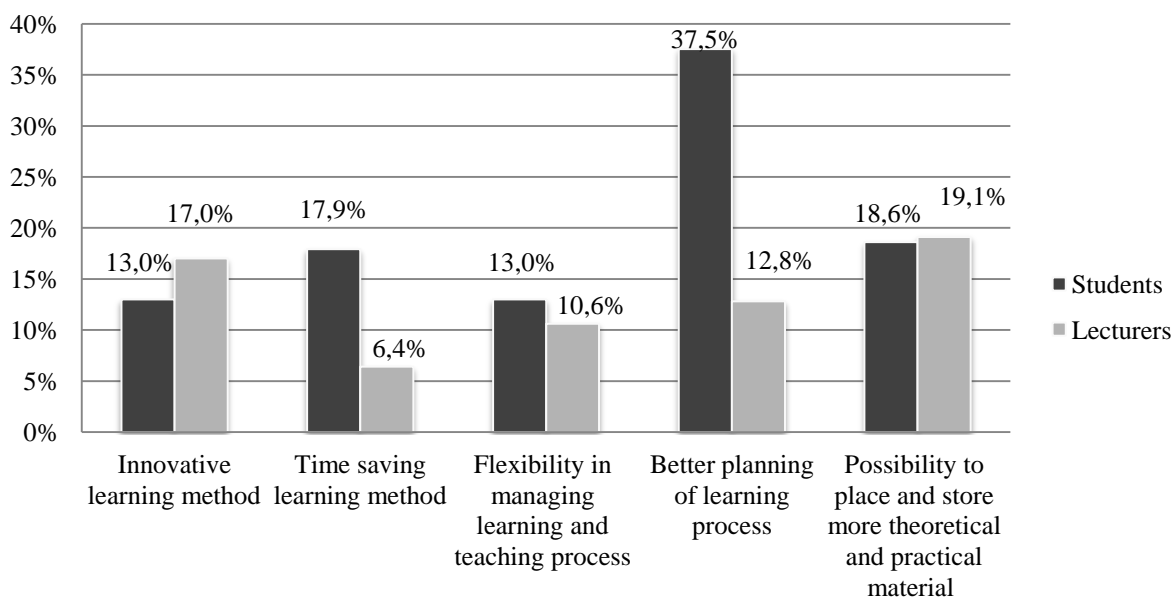 40%
35%
30%
25%
20%
15%
10%
5%
0%
13,0%
17,0%
17,9%
6,4%
13,0%
10,6%
37,5%
12,8%
18,6%
19,1%
Innovative
learning method
Time saving
learning method
Flexibility in
managing
learning and
teaching process
Better planning
of learning
process
Possibility to
place and store
more theoretical
and practical
material
Students
Lecturers